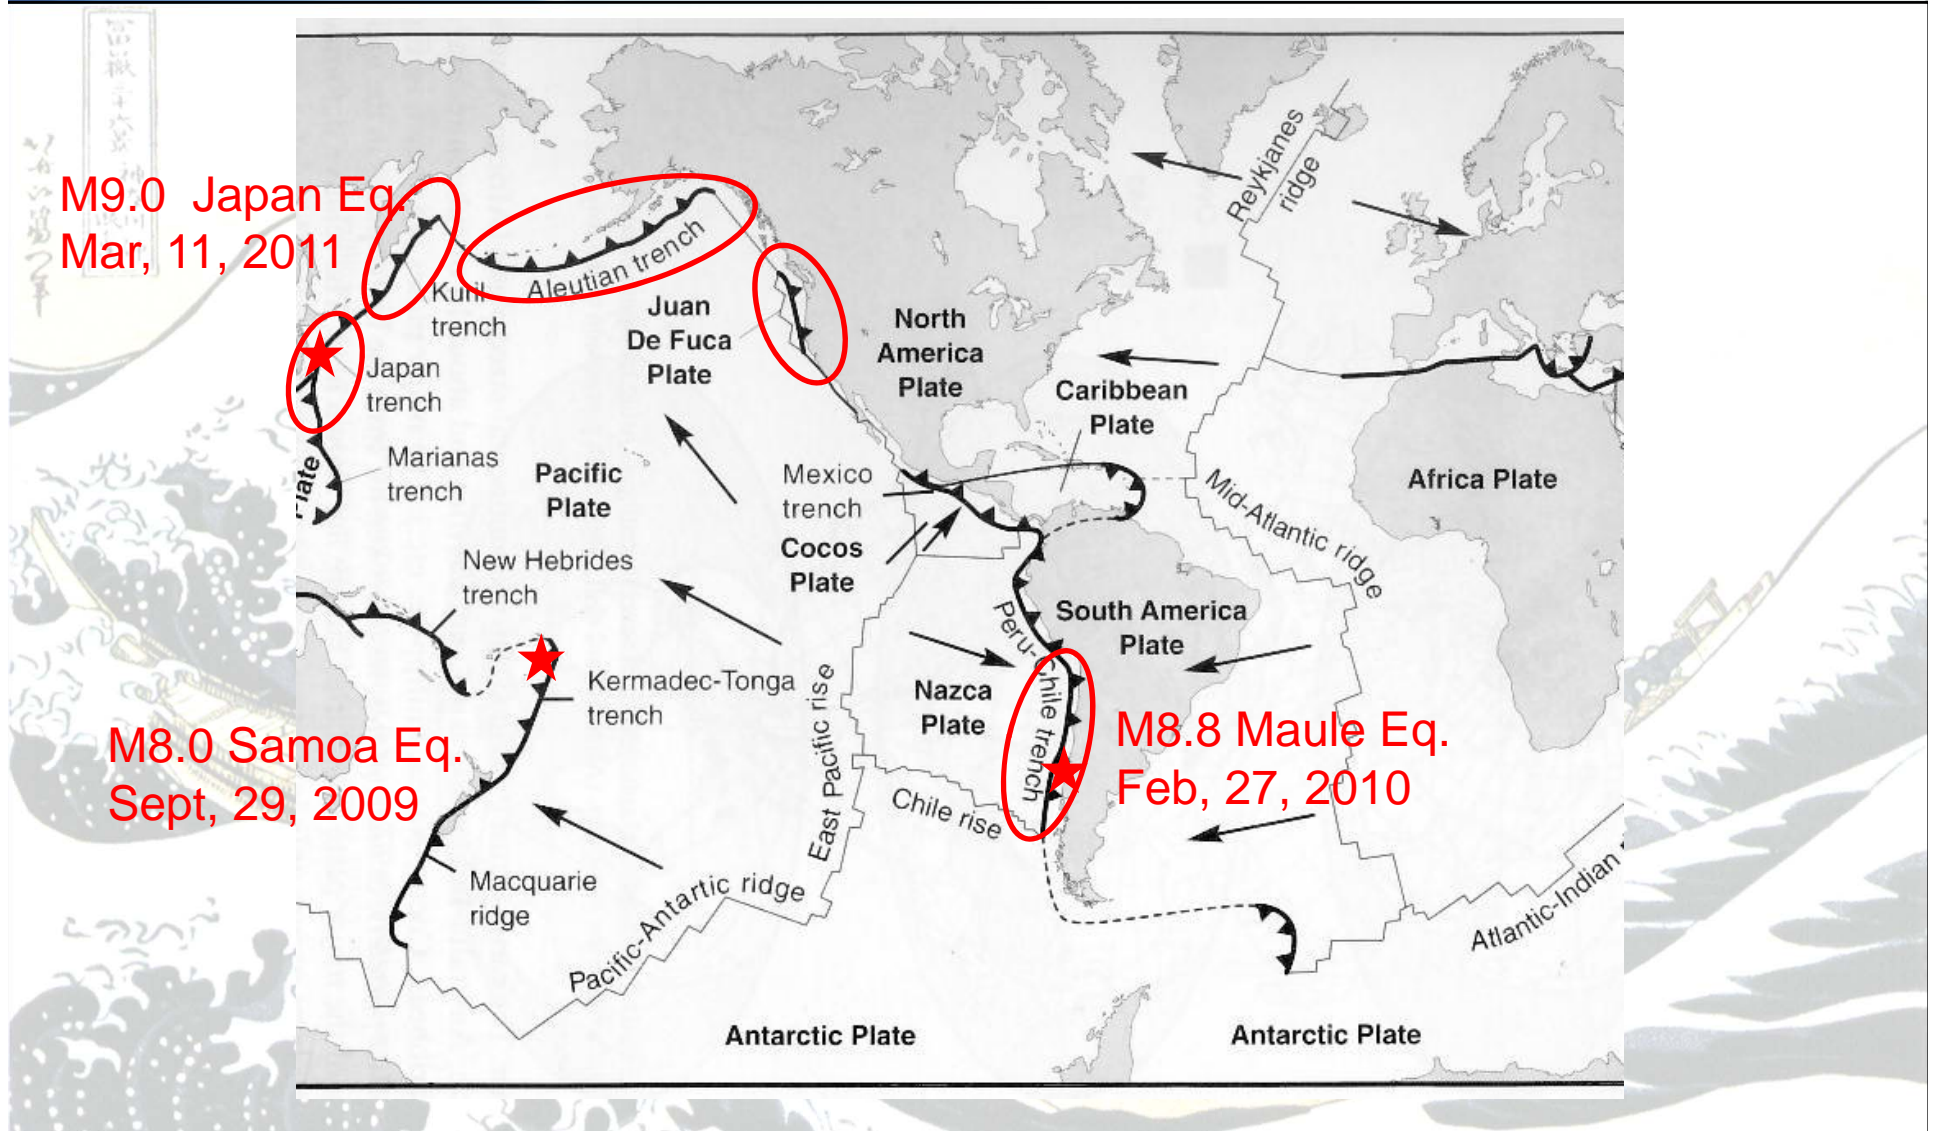 M9.0 Japan Eq.
Mar, 11, 2011
Kuril
trench
Aleutian trench
Japan
trench
Marianas
trench
late
Juan
De Fuca
Plate
North
America
Plate
Reykjanes
ridge
Caribbean
Plate
Pacific
Plate
Mexico
trench
Cocos
Plate
Mid-Atlantic ridge
Africa Plate
New Hebrides
trench
South America
Plate
Peru-Chile trench
Kermadec-Tonga
trench
Nazca
Plate
M8.0 Samoa Eq.
Sept, 29, 2009
M8.8 Maule Eq.
Feb, 27, 2010
East Pacific rise
Chile rise
Macquarie
ridge
Pacific-Antartic ridge
Atlantic-Indian
Antarctic Plate
Antarctic Plate